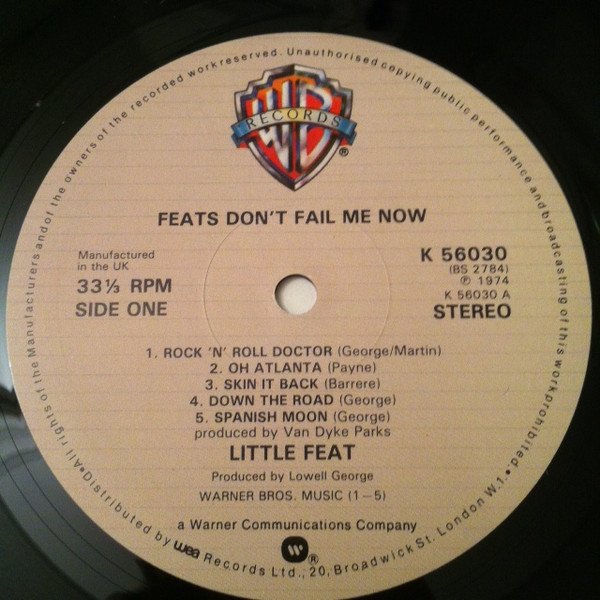 All rights of the Manufacturers and of the owners of the recorded work reserved. Unauthorised copying public performance and broadcasting of this work prohibited.
WB
RECORDS
®
FEATS DON'T FAIL ME NOW
Manufactured
in the UK
33⅓ RPM
SIDE ONE
K 56030
(BS 2784)
℗ 1974
K 56030 A
STEREO
1. ROCK 'N' ROLL DOCTOR (George/Martin)
2. OH ATLANTA (Payne)
3. SKIN IT BACK (Barrere)
4. DOWN THE ROAD (George)
5. SPANISH MOON (George)
produced by Van Dyke Parks
LITTLE FEAT
Produced by Lowell George
WARNER BROS. MUSIC (1–5)
a Warner Communications Company
W ®
•Distributed by wea Records Ltd., 20, Broadwick St. London W.1.•